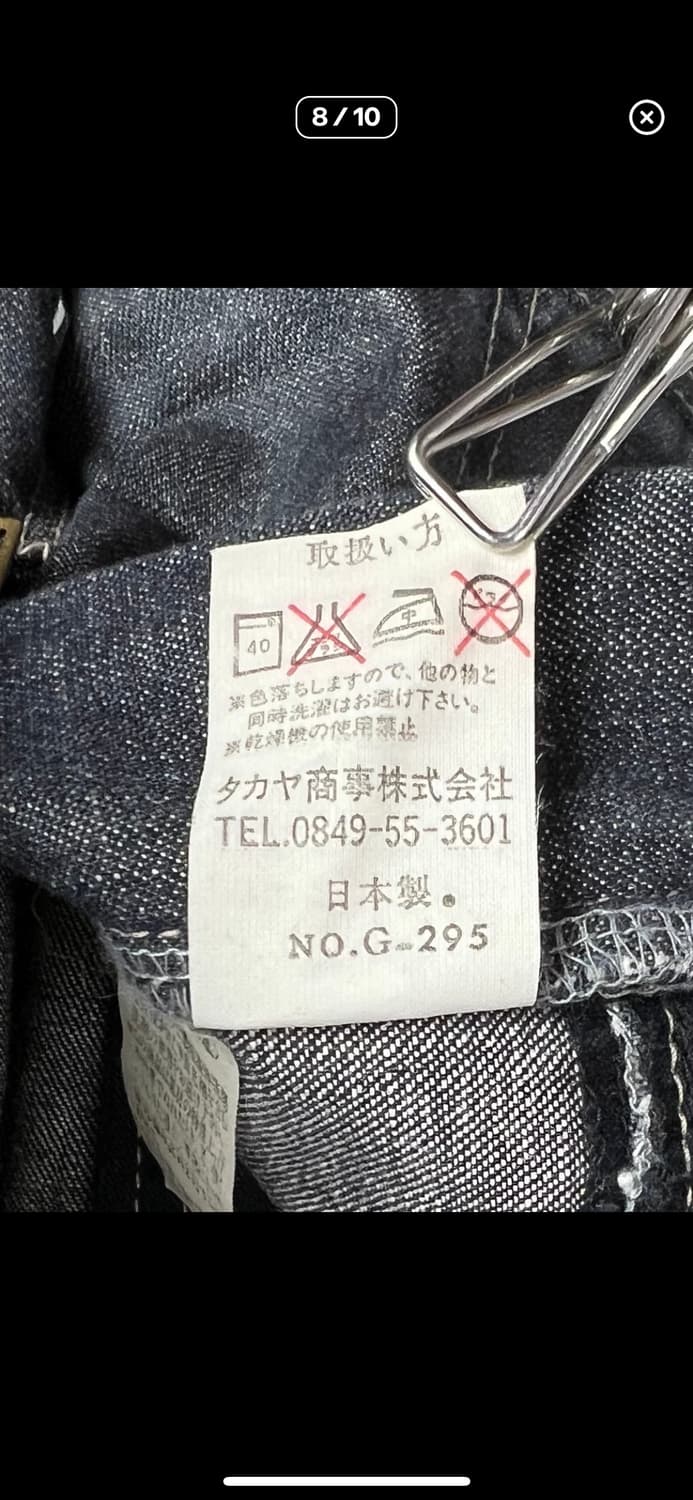 8/10
取扱い方
40
中
※色落ちしますので、他の物と
同時洗濯はお避け下さい。
※乾燥機の使用禁止
タカヤ商事株式会社
TEL.0849-55-3601
日本製.
NO.G-295